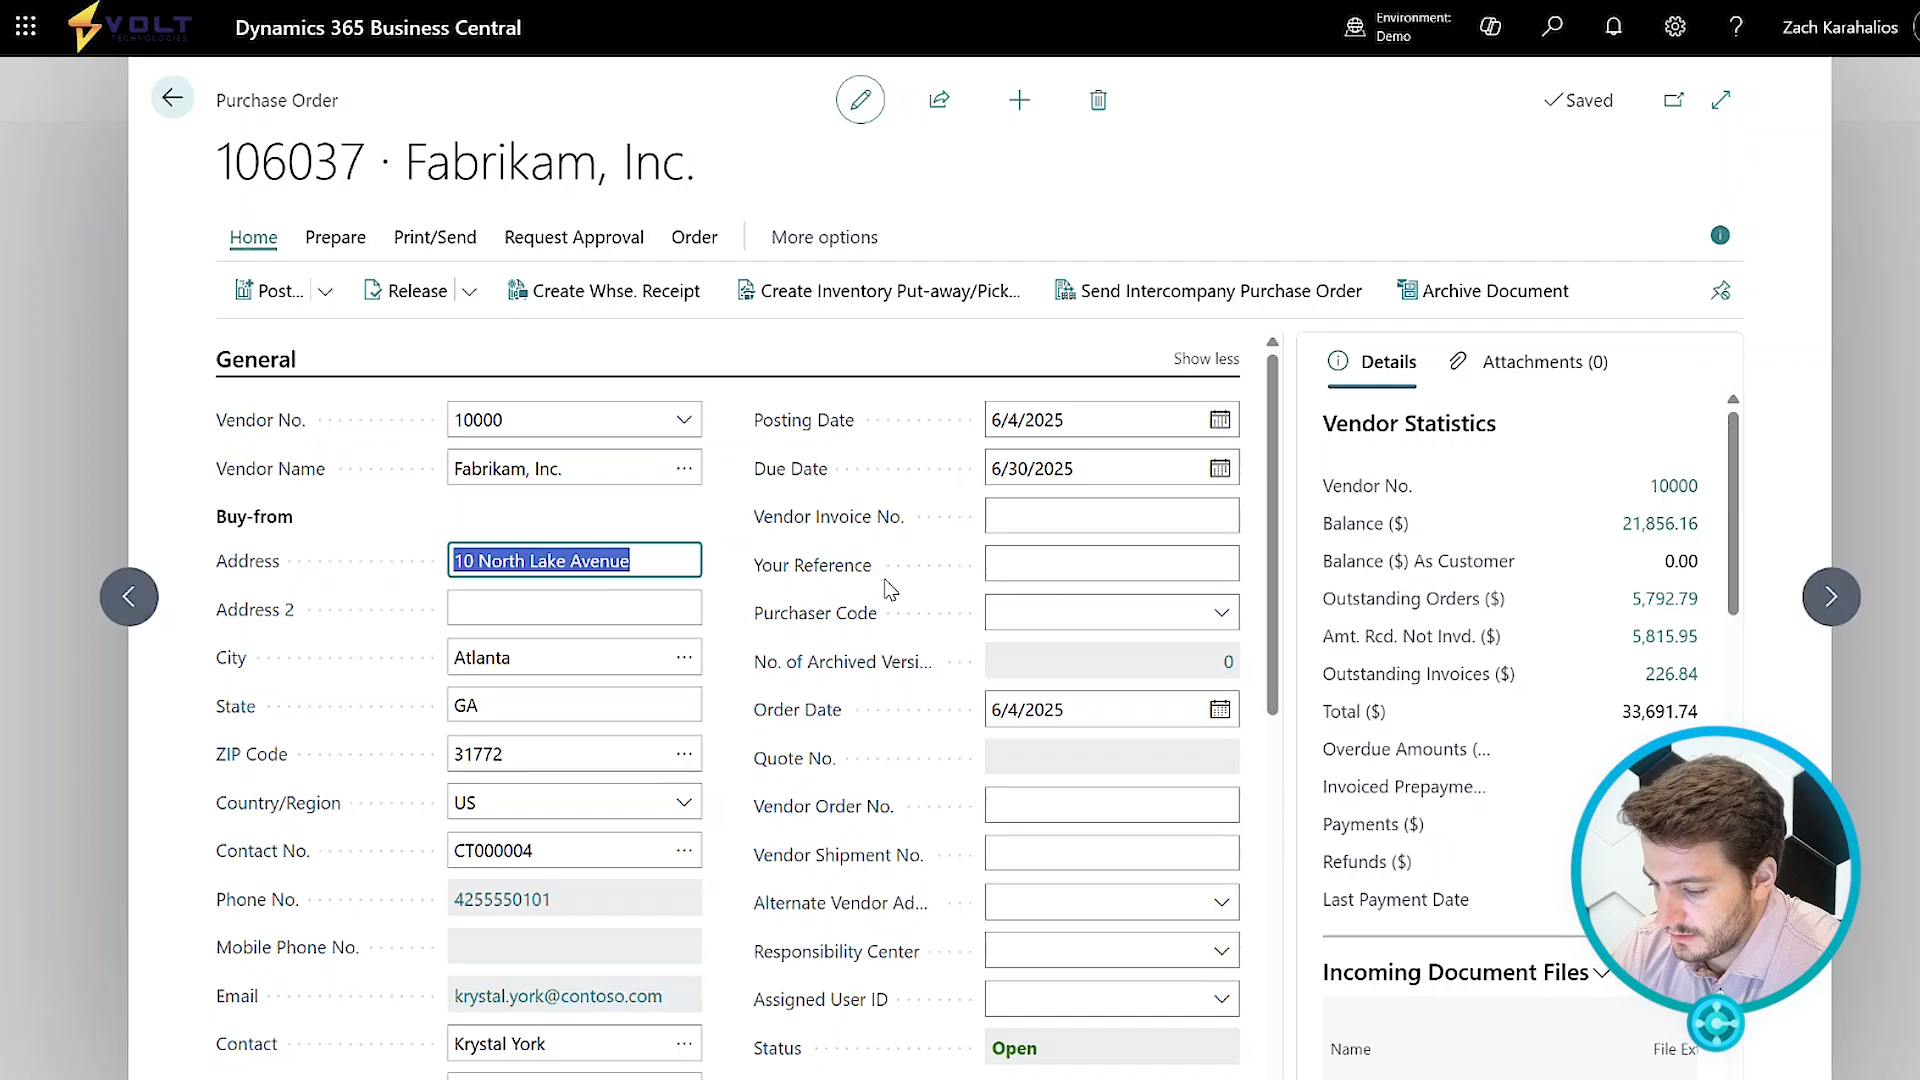 VOLT
TECHNOLOGIES
Dynamics 365 Business Central
Environment:
Demo
Zach Karahalios
Purchase Order
Saved
106037 · Fabrikam, Inc.
Home
Prepare
Print/Send
Request Approval
Order
More options
Post...
Release
Create Whse. Receipt
Create Inventory Put-away/Pick...
Send Intercompany Purchase Order
Archive Document
General
Show less
Vendor No.
10000
Vendor Name
Fabrikam, Inc.
Buy-from
Address
10 North Lake Avenue
Address 2
City
Atlanta
State
GA
ZIP Code
31772
Country/Region
US
Contact No.
CT000004
Phone No.
4255550101
Mobile Phone No.
Email
krystal.york@contoso.com
Contact
Krystal York
Posting Date
6/4/2025
Due Date
6/30/2025
Vendor Invoice No.
Your Reference
Purchaser Code
No. of Archived Versi...
0
Order Date
6/4/2025
Quote No.
Vendor Order No.
Vendor Shipment No.
Alternate Vendor Ad...
Responsibility Center
Assigned User ID
Status
Open
Details
Attachments (0)
Vendor Statistics
Vendor No.
10000
Balance ($)
21,856.16
Balance ($) As Customer
0.00
Outstanding Orders ($)
5,792.79
Amt. Rcd. Not Invd. ($)
5,815.95
Outstanding Invoices ($)
226.84
Total ($)
33,691.74
Overdue Amounts (...
Invoiced Prepayme...
Payments ($)
Refunds ($)
Last Payment Date
Incoming Document Files
Name
File Ex